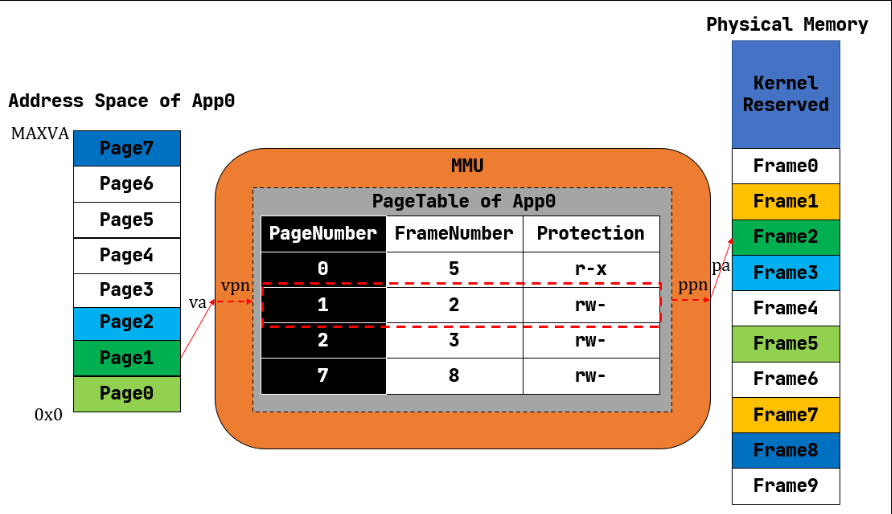 Physical Memory
Kernel
Reserved
Address Space of App0
MAXVA
Page7
Page6
Page5
Page4
Page3
Page2
Page1
Page0
0x0
va
vpn
MMU
PageTable of App0
PageNumber FrameNumber Protection
0 5 r-x
1 2 rw-
2 3 rw-
7 8 rw-
ppn
pa
Frame0
Frame1
Frame2
Frame3
Frame4
Frame5
Frame6
Frame7
Frame8
Frame9